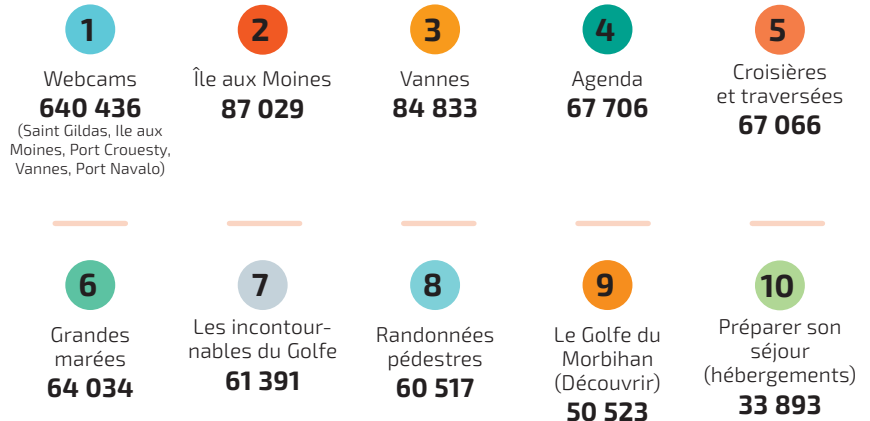 1
Webcams
640 436
(Saint Gildas, Ile aux
Moines, Port Crouesty,
Vannes, Port Navalo)
2
Île aux Moines
87 029
3
Vannes
84 833
4
Agenda
67 706
5
Croisières
et traversées
67 066
6
Grandes
marées
64 034
7
Les incontour-
nables du Golfe
61 391
8
Randonnées
pédestres
60 517
9
Le Golfe du
Morbihan
(Découvrir)
50 523
10
Préparer son
séjour
(hébergements)
33 893